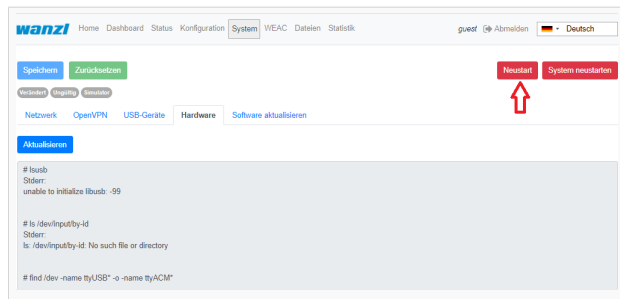 wanzl Home Dashboard Status Konfiguration System WEAC Dateien Statistik guest Abmelden Deutsch
Speichern Zurücksetzen Neustart System neustarten
Verändert Ungültig Simulator
Netzwerk OpenVPN USB-Geräte Hardware Software aktualisieren
Aktualisieren
# lsusb
Stderr:
unable to initialize libusb: -99
# ls /dev/input/by-id
Stderr:
ls: /dev/input/by-id: No such file or directory
# find /dev -name ttyUSB* -o -name ttyACM*